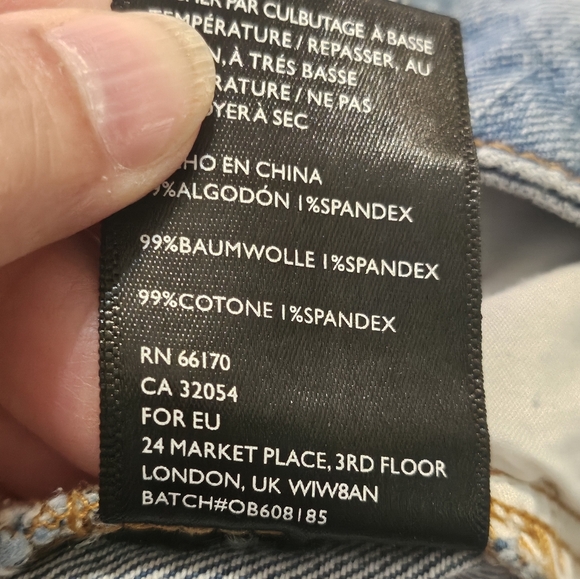 PAR CULBUTAGE À BASSE
TEMPÉRATURE / REPASSER, AU
À TRÉS BASSE
/ NE PAS
À SEC
EN CHINA
ALGODÓN 1%SPANDEX
99%BAUMWOLLE 1%SPANDEX
99%COTONE 1%SPANDEX
RN 66170
CA 32054
FOR EU
24 MARKET PLACE, 3RD FLOOR
LONDON, UK WIW8AN
BATCH#OB608185